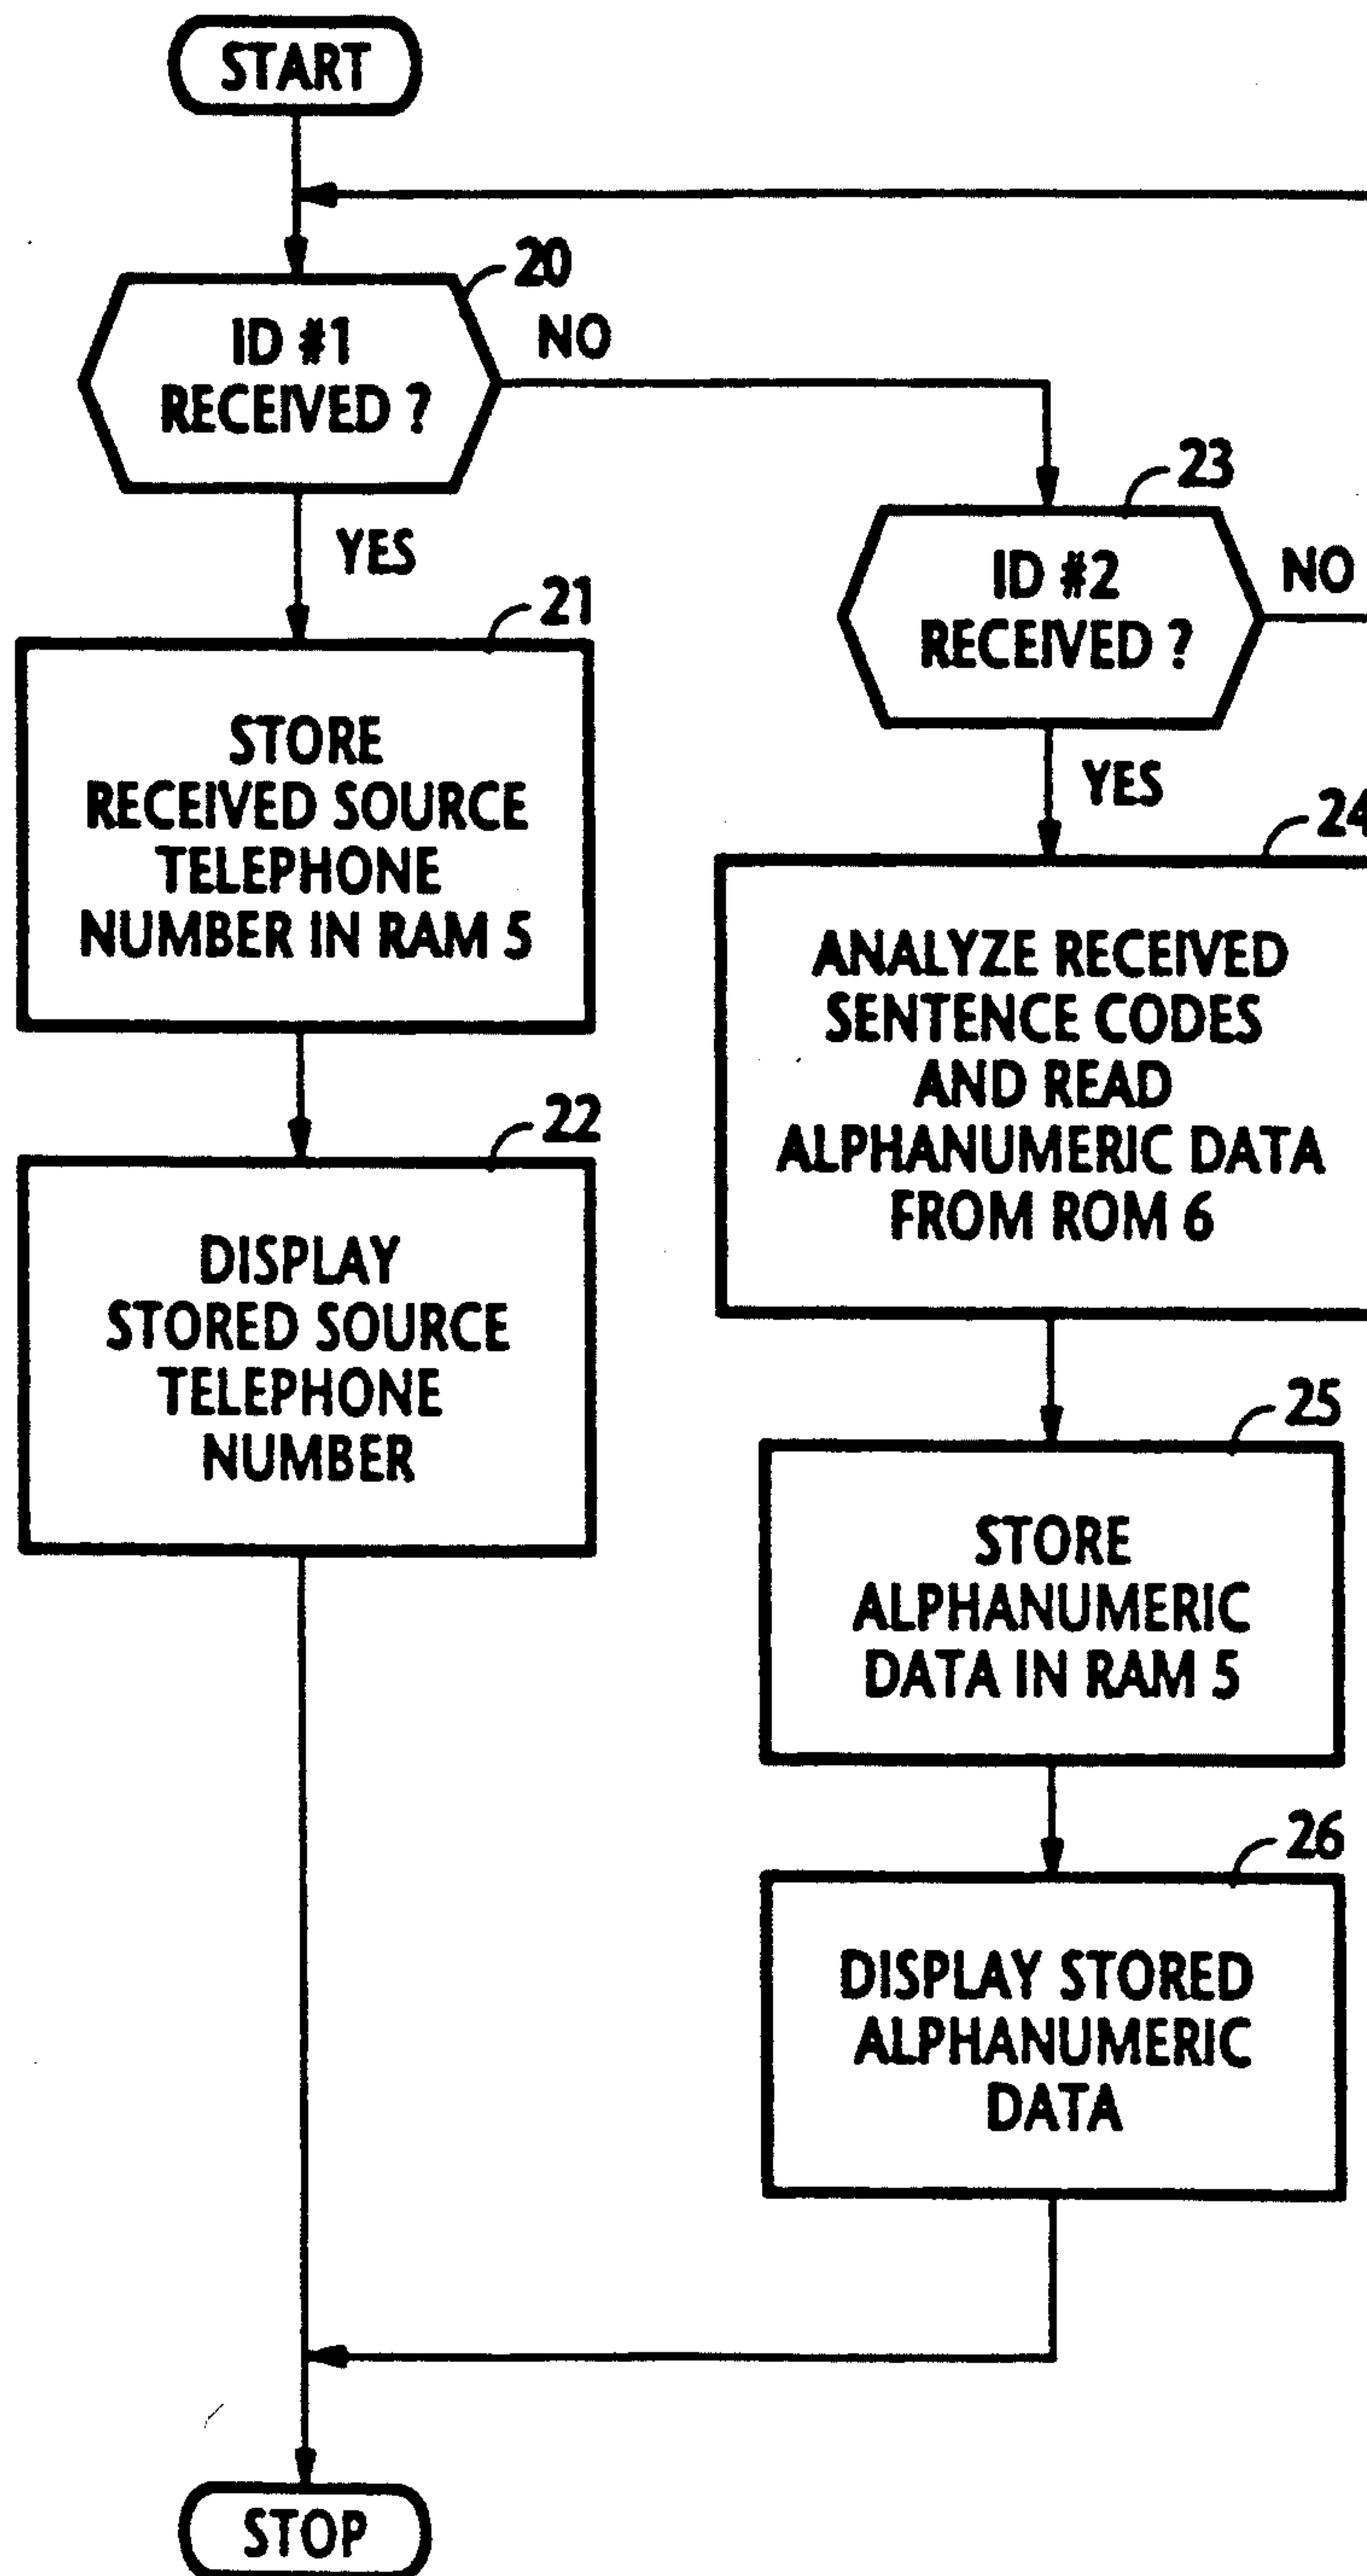 START
20
ID #1
RECEIVED ?
NO
YES
21
STORE
RECEIVED SOURCE
TELEPHONE
NUMBER IN RAM 5
22
DISPLAY
STORED SOURCE
TELEPHONE
NUMBER
23
ID #2
RECEIVED ?
NO
YES
24
ANALYZE RECEIVED
SENTENCE CODES
AND READ
ALPHANUMERIC DATA
FROM ROM 6
25
STORE
ALPHANUMERIC
DATA IN RAM 5
26
DISPLAY STORED
ALPHANUMERIC
DATA
STOP